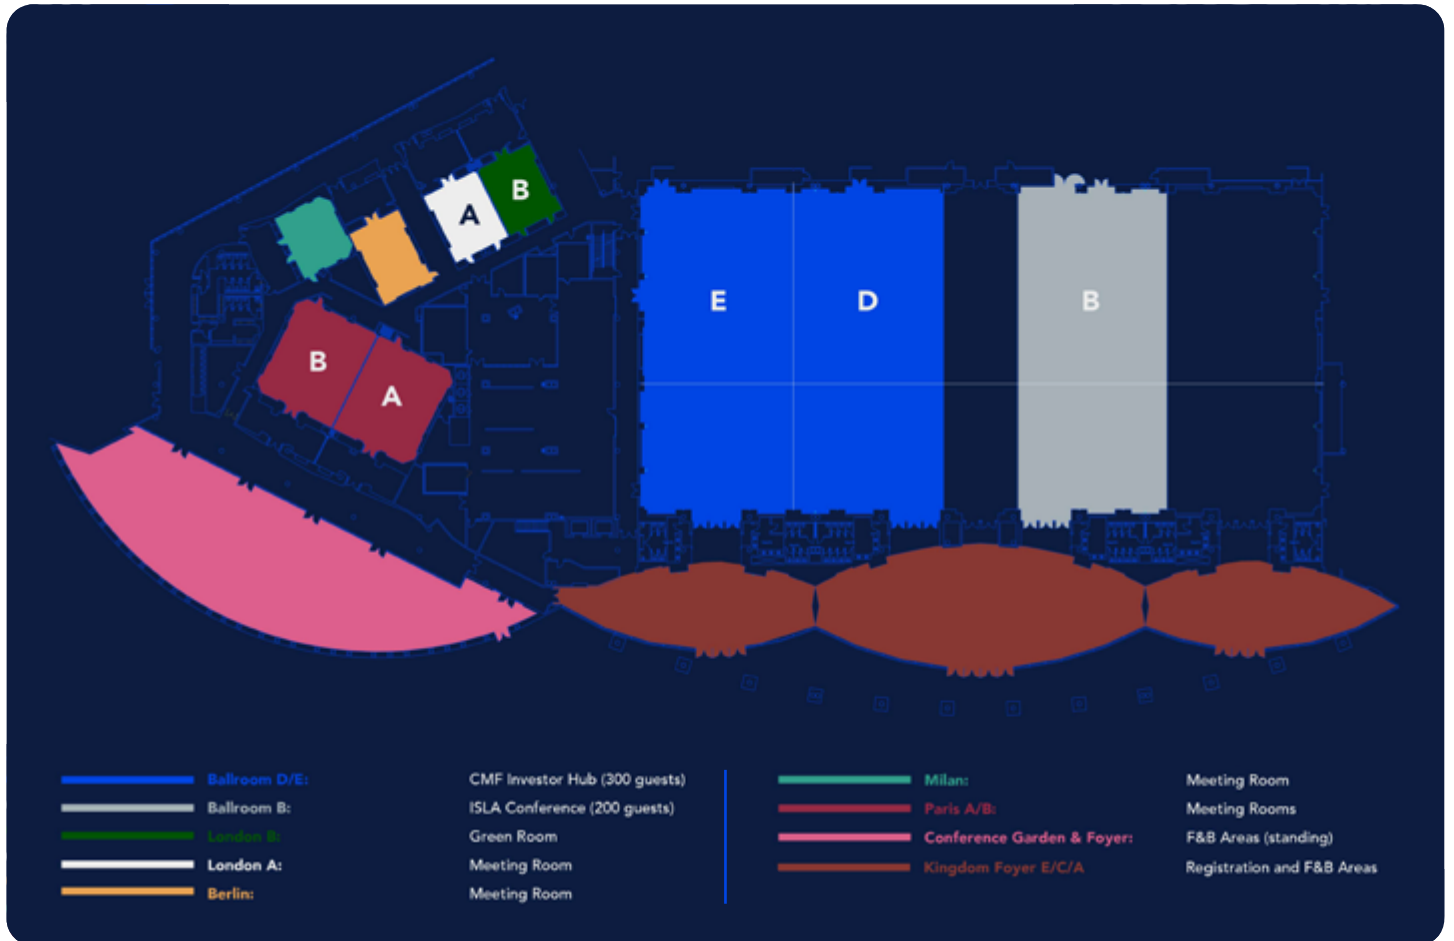 B
A
B
E
D
B
B
A
Ballroom D/E: CMF Investor Hub (300 guests)
Ballroom B: ISLA Conference (200 guests)
London B: Green Room
London A: Meeting Room
Berlin: Meeting Room
Milan: Meeting Room
Paris A/B: Meeting Rooms
Conference Garden & Foyer: F&B Areas (standing)
Kingdom Foyer E/C/A Registration and F&B Areas